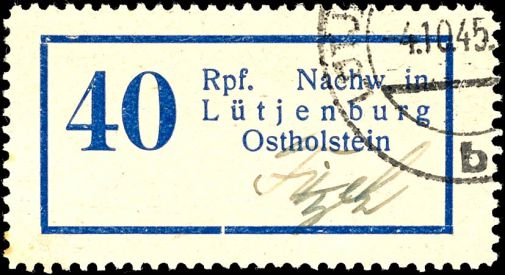 40
Rpf. Nachw in
Lütjenburg
Ostholstein
-4.10.45.
b